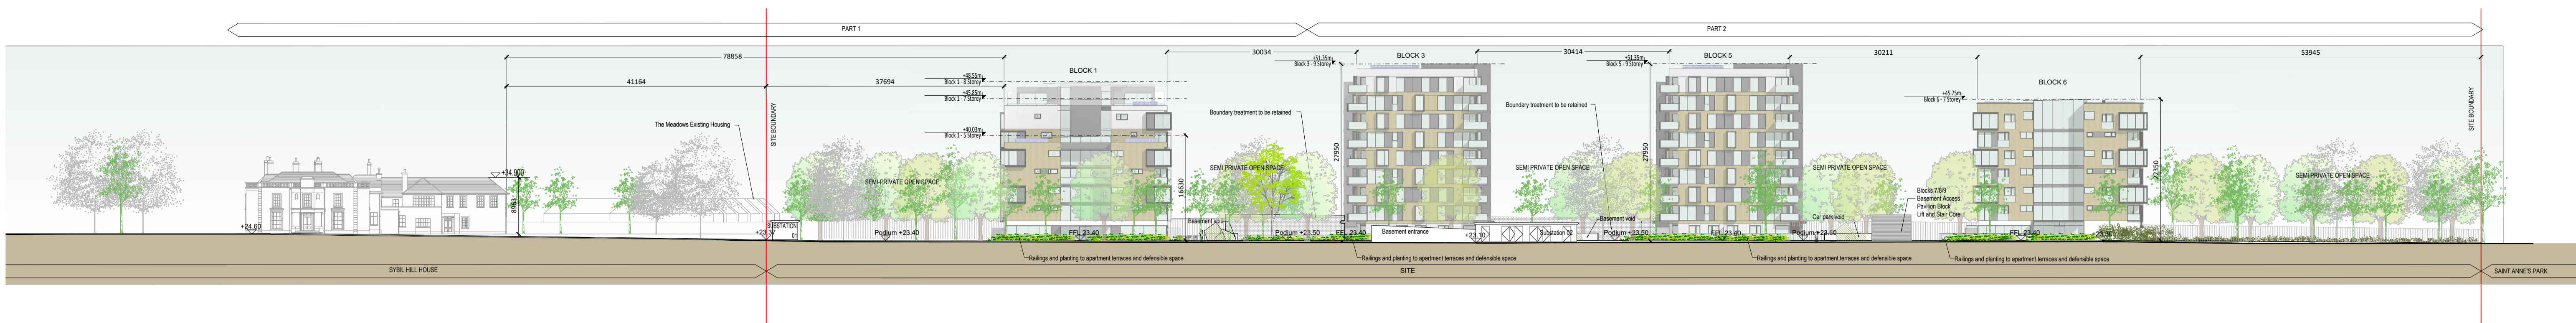 PART 1
PART 2
78858
30034
30414
30211
53945
41164
37694
BLOCK 1
BLOCK 3
BLOCK 5
BLOCK 6
+48.55m
Block 1 - 8 Storey
+45.85m
Block 1 - 7 Storey
+40.03m
Block 1 - 5 Storey
+51.35m
Block 3 - 9 Storey
+51.35m
Block 5 - 9 Storey
+45.75m
Block 6 - 7 Storey
SITE BOUNDARY
SITE BOUNDARY
The Meadows Existing Housing
Boundary treatment to be retained
Boundary treatment to be retained
27950
27950
22350
16630
+34.900
8963
SEMI-PRIVATE OPEN SPACE
SEMI PRIVATE OPEN SPACE
SEMI PRIVATE OPEN SPACE
SEMI PRIVATE OPEN SPACE
SEMI PRIVATE OPEN SPACE
Blocks 7/8/9
Basement Access
Pavilion Block
Lift and Stair Core
+24.60
SUBSTATION
01
+23.37
Podium +23.40
FFL 23.40
Basement void
Podium +23.50
FFL 23.40
Basement entrance
+23.10
Substation 02
Basement void
Podium +23.50
FFL 23.40
Car park void
Podium +23.50
FFL 23.40
Railings and planting to apartment terraces and defensible space
Railings and planting to apartment terraces and defensible space
Railings and planting to apartment terraces and defensible space
Railings and planting to apartment terraces and defensible space
SYBIL HILL HOUSE
SITE
SAINT ANNE'S PARK